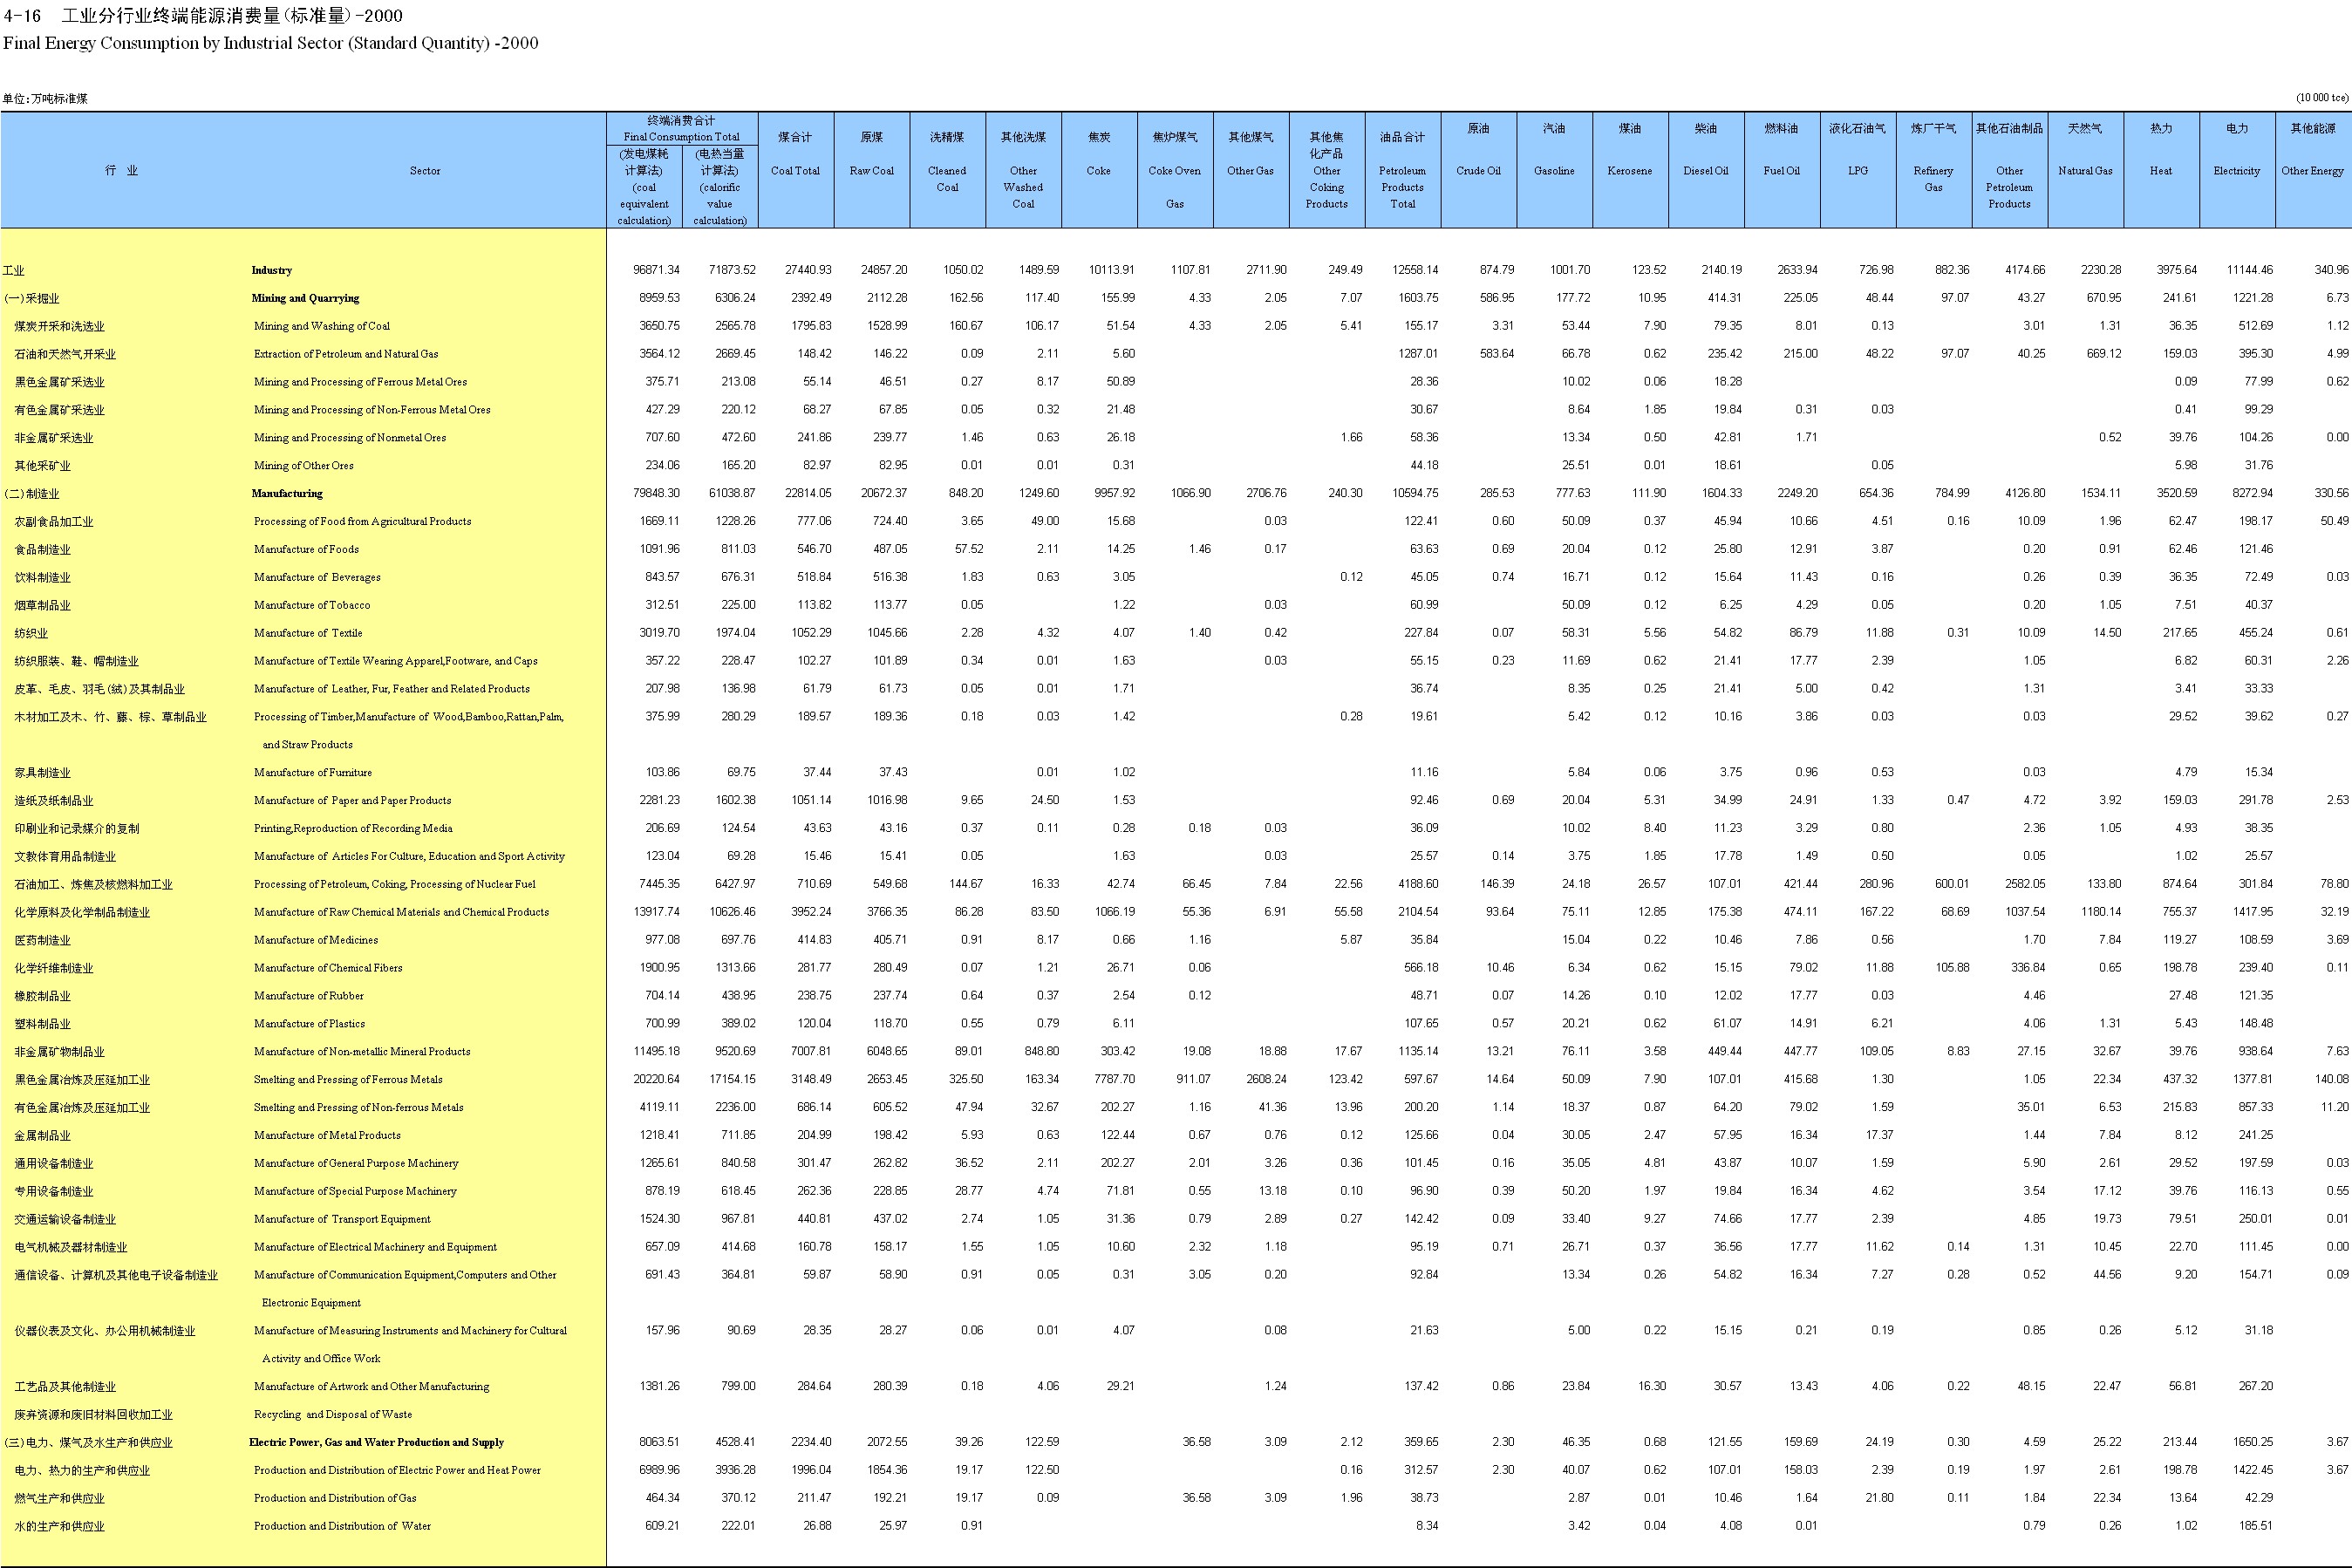 4-16 工业分行业终端能源消费量(标准量)-2000
Final Energy Consumption by Industrial Sector (Standard Quantity) -2000
单位:万吨标准煤 (10 000 tce)
行 业 Sector 终端消费合计 Final Consumption Total (发电煤耗计算法) (coal equivalent calculation) (电热当量计算法) (calorific value calculation) 煤合计 Coal Total 原煤 Raw Coal 洗精煤 Cleaned Coal 其他洗煤 Other Washed Coal 焦炭 Coke 焦炉煤气 Coke Oven Gas 其他煤气 Other Gas 其他焦化产品 Other Coking Products 油品合计 Petroleum Products Total 原油 Crude Oil 汽油 Gasoline 煤油 Kerosene 柴油 Diesel Oil 燃料油 Fuel Oil 液化石油气 LPG 炼厂干气 Refinery Gas 其他石油制品 Other Petroleum Products 天然气 Natural Gas 热力 Heat 电力 Electricity 其他能源 Other Energy
工业 Industry 96871.34 71873.52 27440.93 24857.20 1050.02 1489.59 10113.91 1107.81 2711.90 249.49 12558.14 874.79 1001.70 123.52 2140.19 2633.94 726.98 882.36 4174.66 2230.28 3975.64 11144.46 340.96
(一)采掘业 Mining and Quarrying 8959.53 6306.24 2392.49 2112.28 162.56 117.40 155.99 4.33 2.05 7.07 1603.75 586.95 177.72 10.95 414.31 225.05 48.44 97.07 43.27 670.95 241.61 1221.28 6.73
煤炭开采和洗选业 Mining and Washing of Coal 3650.75 2565.78 1795.83 1528.99 160.67 106.17 51.54 4.33 2.05 5.41 155.17 3.31 53.44 7.90 79.35 8.01 0.13 3.01 1.31 36.35 512.69 1.12
石油和天然气开采业 Extraction of Petroleum and Natural Gas 3564.12 2669.45 148.42 146.22 0.09 2.11 5.60 1287.01 583.64 66.78 0.62 235.42 215.00 48.22 97.07 40.25 669.12 159.03 395.30 4.99
黑色金属矿采选业 Mining and Processing of Ferrous Metal Ores 375.71 213.08 55.14 46.51 0.27 8.17 50.89 28.36 10.02 0.06 18.28 0.09 77.99 0.62
有色金属矿采选业 Mining and Processing of Non-Ferrous Metal Ores 427.29 220.12 68.27 67.85 0.05 0.32 21.48 30.67 8.64 1.85 19.84 0.31 0.03 0.41 99.29
非金属矿采选业 Mining and Processing of Nonmetal Ores 707.60 472.60 241.86 239.77 1.46 0.63 26.18 1.66 58.36 13.34 0.50 42.81 1.71 0.52 39.76 104.26 0.00
其他采矿业 Mining of Other Ores 234.06 165.20 82.97 82.95 0.01 0.01 0.31 44.18 25.51 0.01 18.61 0.05 5.98 31.76
(二)制造业 Manufacturing 79848.30 61038.87 22814.05 20672.37 848.20 1249.60 9957.92 1066.90 2706.76 240.30 10594.75 285.53 777.63 111.90 1604.33 2249.20 654.36 784.99 4126.80 1534.11 3520.59 8272.94 330.56
农副食品加工业 Processing of Food from Agricultural Products 1669.11 1228.26 777.06 724.40 3.65 49.00 15.68 0.03 122.41 0.60 50.09 0.37 45.94 10.66 4.51 0.16 10.09 1.96 62.47 198.17 50.49
食品制造业 Manufacture of Foods 1091.96 811.03 546.70 487.05 57.52 2.11 14.25 1.46 0.17 63.63 0.69 20.04 0.12 25.80 12.91 3.87 0.20 0.91 62.46 121.46
饮料制造业 Manufacture of Beverages 843.57 676.31 518.84 516.38 1.83 0.63 3.05 0.12 45.05 0.74 16.71 0.12 15.64 11.43 0.16 0.26 0.39 36.35 72.49 0.03
烟草制品业 Manufacture of Tobacco 312.51 225.00 113.82 113.77 0.05 1.22 0.03 60.99 50.09 0.12 6.25 4.29 0.05 0.20 1.05 7.51 40.37
纺织业 Manufacture of Textile 3019.70 1974.04 1052.29 1045.66 2.28 4.32 4.07 1.40 0.42 227.84 0.07 58.31 5.56 54.82 86.79 11.88 0.31 10.09 14.50 217.65 455.24 0.61
纺织服装、鞋、帽制造业 Manufacture of Textile Wearing Apparel,Footware, and Caps 357.22 228.47 102.27 101.89 0.34 0.01 1.63 0.03 55.15 0.23 11.69 0.62 21.41 17.77 2.39 1.05 6.82 60.31 2.26
皮革、毛皮、羽毛(绒)及其制品业 Manufacture of Leather, Fur, Feather and Related Products 207.98 136.98 61.79 61.73 0.05 0.01 1.71 36.74 8.35 0.25 21.41 5.00 0.42 1.31 3.41 33.33
木材加工及木、竹、藤、棕、草制品业 Processing of Timber,Manufacture of Wood,Bamboo,Rattan,Palm, 375.99 280.29 189.57 189.36 0.18 0.03 1.42 0.28 19.61 5.42 0.12 10.16 3.86 0.03 0.03 29.52 39.62 0.27
and Straw Products
家具制造业 Manufacture of Furniture 103.86 69.75 37.44 37.43 0.01 1.02 11.16 5.84 0.06 3.75 0.96 0.53 0.03 4.79 15.34
造纸及纸制品业 Manufacture of Paper and Paper Products 2281.23 1602.38 1051.14 1016.98 9.65 24.50 1.53 92.46 0.69 20.04 5.31 34.99 24.91 1.33 0.47 4.72 3.92 159.03 291.78 2.53
印刷业和记录媒介的复制 Printing,Reproduction of Recording Media 206.69 124.54 43.63 43.16 0.37 0.11 0.28 0.18 0.03 36.09 10.02 8.40 11.23 3.29 0.80 2.36 1.05 4.93 38.35
文教体育用品制造业 Manufacture of Articles For Culture, Education and Sport Activity 123.04 69.28 15.46 15.41 0.05 1.63 0.03 25.57 0.14 3.75 1.85 17.78 1.49 0.50 0.05 1.02 25.57
石油加工、炼焦及核燃料加工业 Processing of Petroleum, Coking, Processing of Nuclear Fuel 7445.35 6427.97 710.69 549.68 144.67 16.33 42.74 66.45 7.84 22.56 4188.60 146.39 24.18 26.57 107.01 421.44 280.96 600.01 2582.05 133.80 874.64 301.84 78.80
化学原料及化学制品制造业 Manufacture of Raw Chemical Materials and Chemical Products 13917.74 10626.46 3952.24 3766.35 86.28 83.50 1066.19 55.36 6.91 55.58 2104.54 93.64 75.11 12.85 175.38 474.11 167.22 68.69 1037.54 1180.14 755.37 1417.95 32.19
医药制造业 Manufacture of Medicines 977.08 697.76 414.83 405.71 0.91 8.17 0.66 1.16 5.87 35.84 15.04 0.22 10.46 7.86 0.56 1.70 7.84 119.27 108.59 3.69
化学纤维制造业 Manufacture of Chemical Fibers 1900.95 1313.66 281.77 280.49 0.07 1.21 26.71 0.06 566.18 10.46 6.34 0.62 15.15 79.02 11.88 105.88 336.84 0.65 198.78 239.40 0.11
橡胶制品业 Manufacture of Rubber 704.14 438.95 238.75 237.74 0.64 0.37 2.54 0.12 48.71 0.07 14.26 0.10 12.02 17.77 0.03 4.46 27.48 121.35
塑料制品业 Manufacture of Plastics 700.99 389.02 120.04 118.70 0.55 0.79 6.11 107.65 0.57 20.21 0.62 61.07 14.91 6.21 4.06 1.31 5.43 148.48
非金属矿物制品业 Manufacture of Non-metallic Mineral Products 11495.18 9520.69 7007.81 6048.65 89.01 848.80 303.42 19.08 18.88 17.67 1135.14 13.21 76.11 3.58 449.44 447.77 109.05 8.83 27.15 32.67 39.76 938.64 7.63
黑色金属冶炼及压延加工业 Smelting and Pressing of Ferrous Metals 20220.64 17154.15 3148.49 2653.45 325.50 163.34 7787.70 911.07 2608.24 123.42 597.67 14.64 50.09 7.90 107.01 415.68 1.30 1.05 22.34 437.32 1377.81 140.08
有色金属冶炼及压延加工业 Smelting and Pressing of Non-ferrous Metals 4119.11 2236.00 686.14 605.52 47.94 32.67 202.27 1.16 41.36 13.96 200.20 1.14 18.37 0.87 64.20 79.02 1.59 35.01 6.53 215.83 857.33 11.20
金属制品业 Manufacture of Metal Products 1218.41 711.85 204.99 198.42 5.93 0.63 122.44 0.67 0.76 0.12 125.66 0.04 30.05 2.47 57.95 16.34 17.37 1.44 7.84 8.12 241.25
通用设备制造业 Manufacture of General Purpose Machinery 1265.61 840.58 301.47 262.82 36.52 2.11 202.27 2.01 3.26 0.36 101.45 0.16 35.05 4.81 43.87 10.07 1.59 5.90 2.61 29.52 197.59 0.03
专用设备制造业 Manufacture of Special Purpose Machinery 878.19 618.45 262.36 228.85 28.77 4.74 71.81 0.55 13.18 0.10 96.90 0.39 50.20 1.97 19.84 16.34 4.62 3.54 17.12 39.76 116.13 0.55
交通运输设备制造业 Manufacture of Transport Equipment 1524.30 967.81 440.81 437.02 2.74 1.05 31.36 0.79 2.89 0.27 142.42 0.09 33.40 9.27 74.66 17.77 2.39 4.85 19.73 79.51 250.01 0.01
电气机械及器材制造业 Manufacture of Electrical Machinery and Equipment 657.09 414.68 160.78 158.17 1.55 1.05 10.60 2.32 1.18 95.19 0.71 26.71 0.37 36.56 17.77 11.62 0.14 1.31 10.45 22.70 111.45 0.00
通信设备、计算机及其他电子设备制造业 Manufacture of Communication Equipment,Computers and Other 691.43 364.81 59.87 58.90 0.91 0.05 0.31 3.05 0.20 92.84 13.34 0.26 54.82 16.34 7.27 0.28 0.52 44.56 9.20 154.71 0.09
Electronic Equipment
仪器仪表及文化、办公用机械制造业 Manufacture of Measuring Instruments and Machinery for Cultural 157.96 90.69 28.35 28.27 0.06 0.01 4.07 0.08 21.63 5.00 0.22 15.15 0.21 0.19 0.85 0.26 5.12 31.18
Activity and Office Work
工艺品及其他制造业 Manufacture of Artwork and Other Manufacturing 1381.26 799.00 284.64 280.39 0.18 4.06 29.21 1.24 137.42 0.86 23.84 16.30 30.57 13.43 4.06 0.22 48.15 22.47 56.81 267.20
废弃资源和废旧材料回收加工业 Recycling and Disposal of Waste
(三)电力、煤气及水生产和供应业 Electric Power, Gas and Water Production and Supply 8063.51 4528.41 2234.40 2072.55 39.26 122.59 36.58 3.09 2.12 359.65 2.30 46.35 0.68 121.55 159.69 24.19 0.30 4.59 25.22 213.44 1650.25 3.67
电力、热力的生产和供应业 Production and Distribution of Electric Power and Heat Power 6989.96 3936.28 1996.04 1854.36 19.17 122.50 0.16 312.57 2.30 40.07 0.62 107.01 158.03 2.39 0.19 1.97 2.61 198.78 1422.45 3.67
燃气生产和供应业 Production and Distribution of Gas 464.34 370.12 211.47 192.21 19.17 0.09 36.58 3.09 1.96 38.73 2.87 0.01 10.46 1.64 21.80 0.11 1.84 22.34 13.64 42.29
水的生产和供应业 Production and Distribution of Water 609.21 222.01 26.88 25.97 0.91 8.34 3.42 0.04 4.08 0.01 0.79 0.26 1.02 185.51